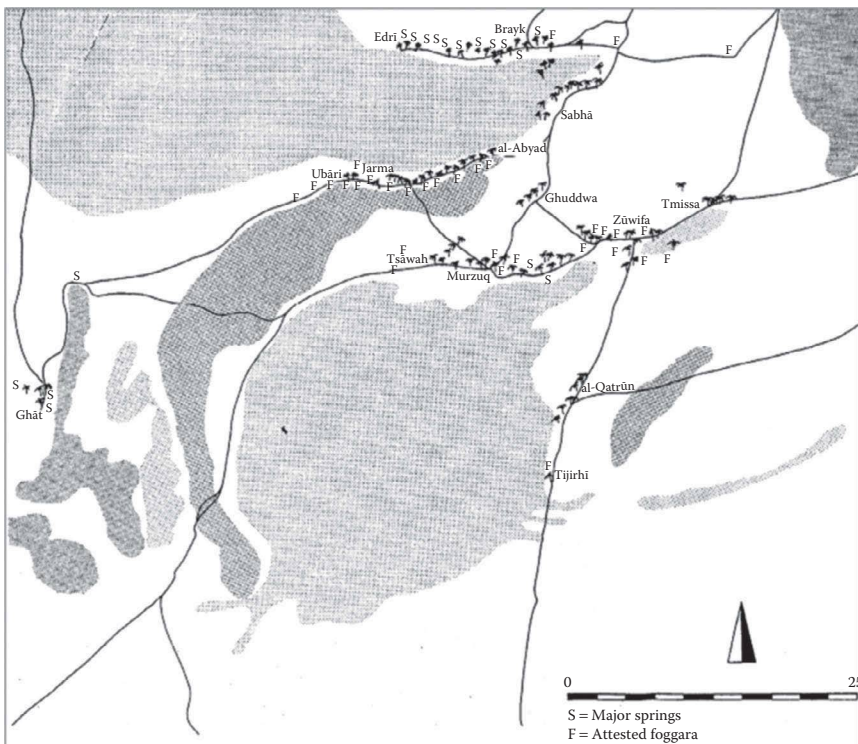 Brayk S F
Edrī S S S S S S S S
F
S S F
Sabhā
al-Abyad
F F
Ubāri Jarma
F F F F F F F F F F F
F
Ghuddwa
Zūwifa Tmissa
F F F F
F
Tsāwah F F F F
F
Murzuq F S
S
S
S S
S
Ghāt
al-Qatrūn
F
Tijirhī
0 25
S = Major springs
F = Attested foggara